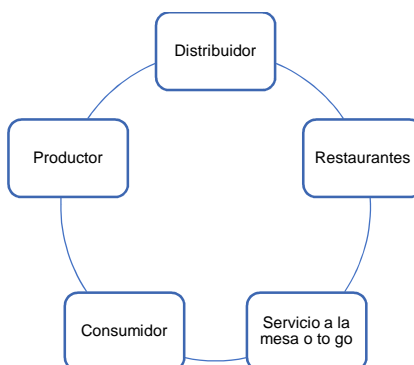 Distribuidor
Productor
Restaurantes
Consumidor
Servicio a la
mesa o to go